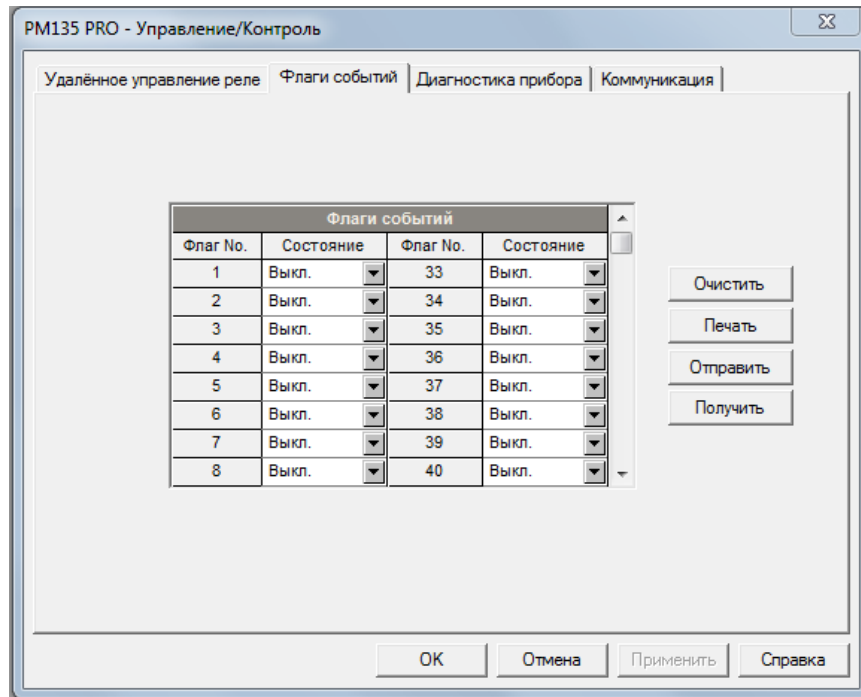 PM135 PRO - Управление/Контроль
Удалённое управление реле Флаги событий Диагностика прибора Коммуникация
Флаги событий
Флаг No. Состояние Флаг No. Состояние
1 Выкл. 33 Выкл.
2 Выкл. 34 Выкл.
3 Выкл. 35 Выкл.
4 Выкл. 36 Выкл.
5 Выкл. 37 Выкл.
6 Выкл. 38 Выкл.
7 Выкл. 39 Выкл.
8 Выкл. 40 Выкл.
Очистить
Печать
Отправить
Получить
OK Отмена Применить Справка